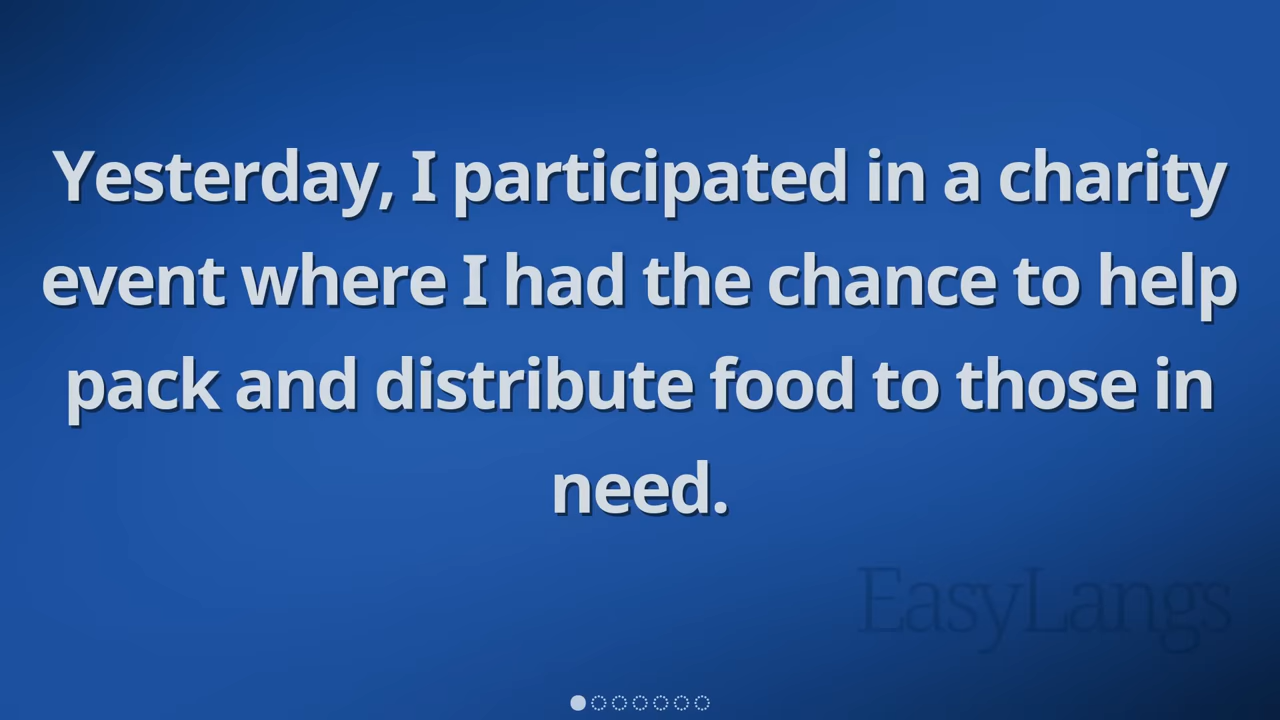 Yesterday, I participated in a charity
event where I had the chance to help
pack and distribute food to those in
need.
EasyLangs